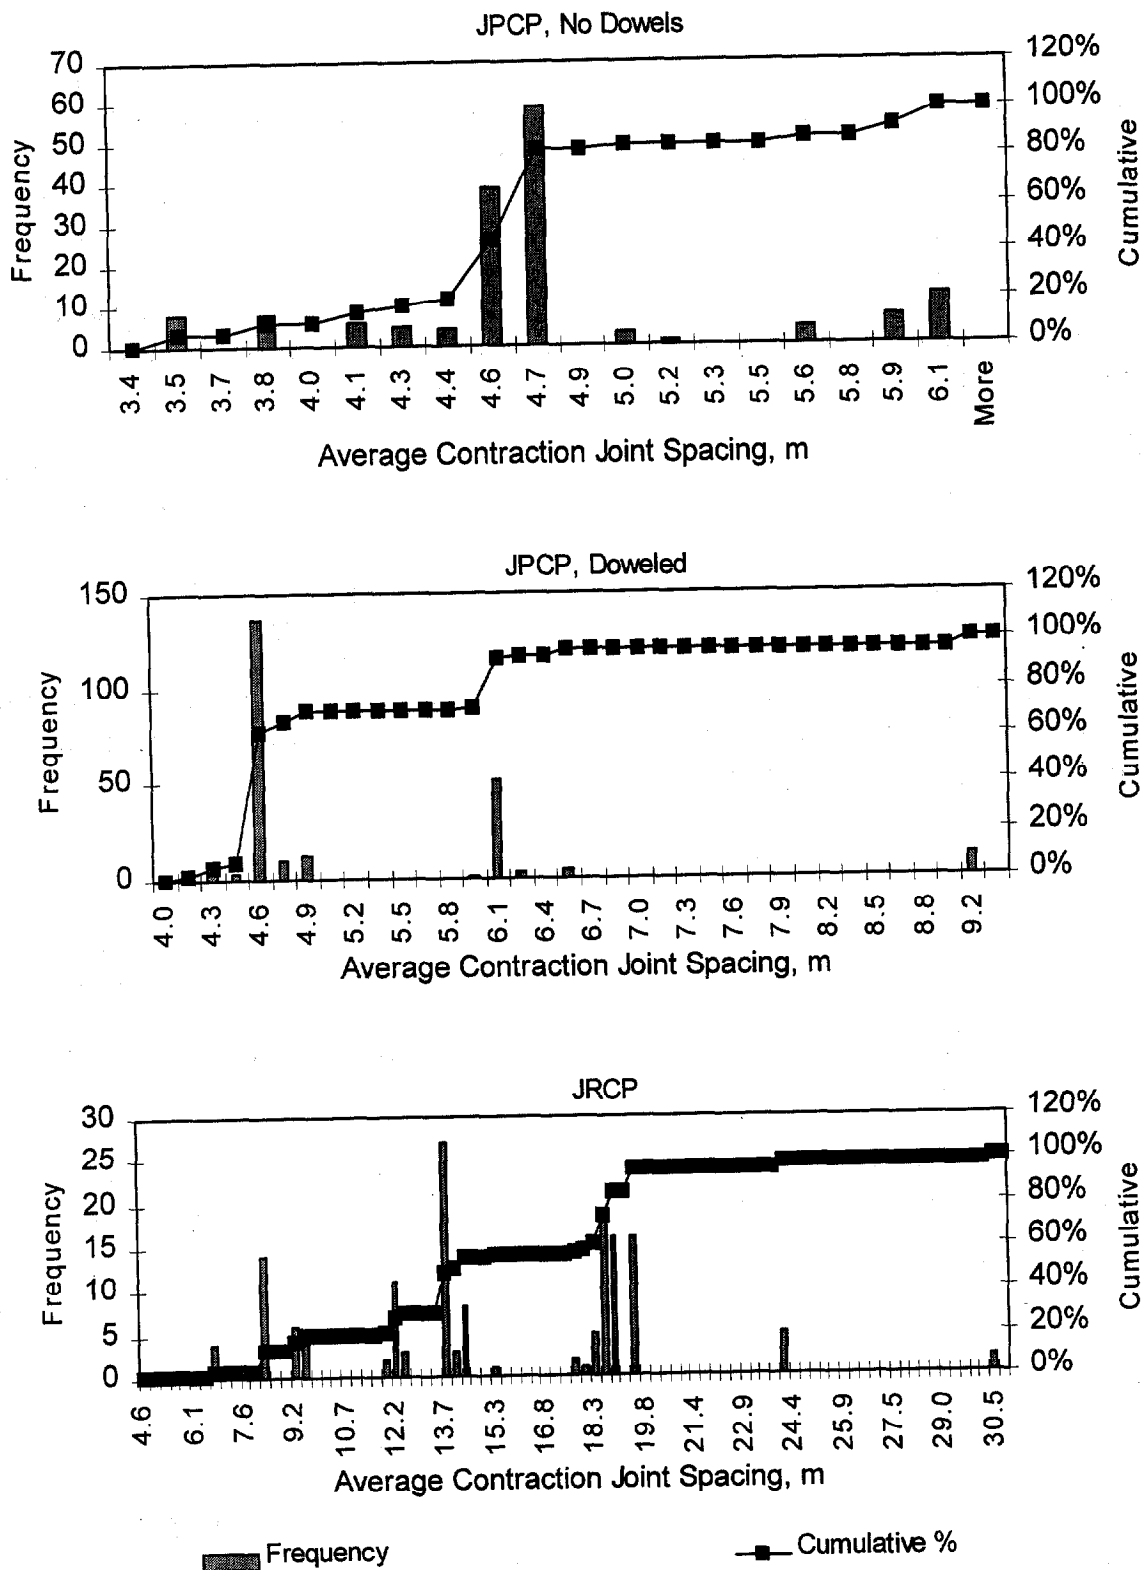 JPCP, No Dowels
70
60
50
40
30
20
10
0
Frequency
120%
100%
80%
60%
40%
20%
0%
Cumulative
3.4 3.5 3.7 3.8 4.0 4.1 4.3 4.4 4.6 4.7 4.9 5.0 5.2 5.3 5.5 5.6 5.8 5.9 6.1 More
Average Contraction Joint Spacing, m
JPCP, Doweled
150
100
50
0
Frequency
120%
100%
80%
60%
40%
20%
0%
Cumulative
4.0 4.3 4.6 4.9 5.2 5.5 5.8 6.1 6.4 6.7 7.0 7.3 7.6 7.9 8.2 8.5 8.8 9.2
Average Contraction Joint Spacing, m
JRCP
30
25
20
15
10
5
0
Frequency
120%
100%
80%
60%
40%
20%
0%
Cumulative
4.6 6.1 7.6 9.2 10.7 12.2 13.7 15.3 16.8 18.3 19.8 21.4 22.9 24.4 25.9 27.5 29.0 30.5
Average Contraction Joint Spacing, m
Frequency
Cumulative %